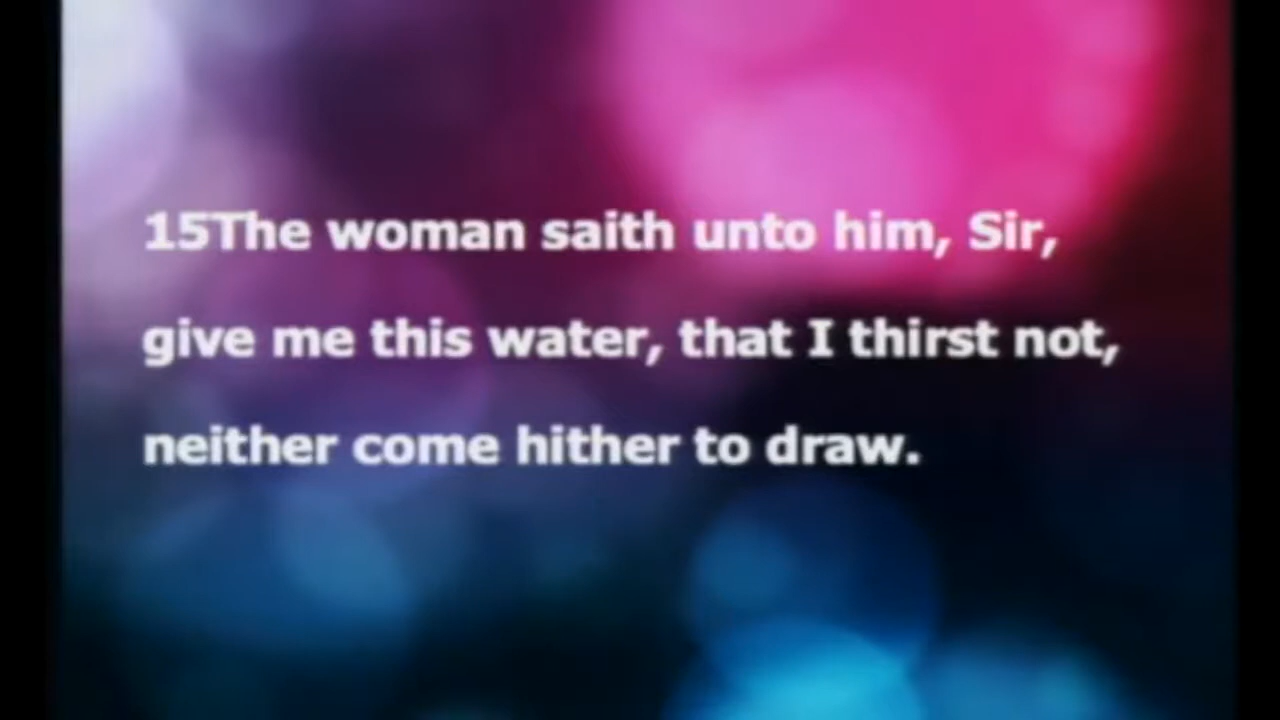 15The woman saith unto him, Sir,
give me this water, that I thirst not,
neither come hither to draw.